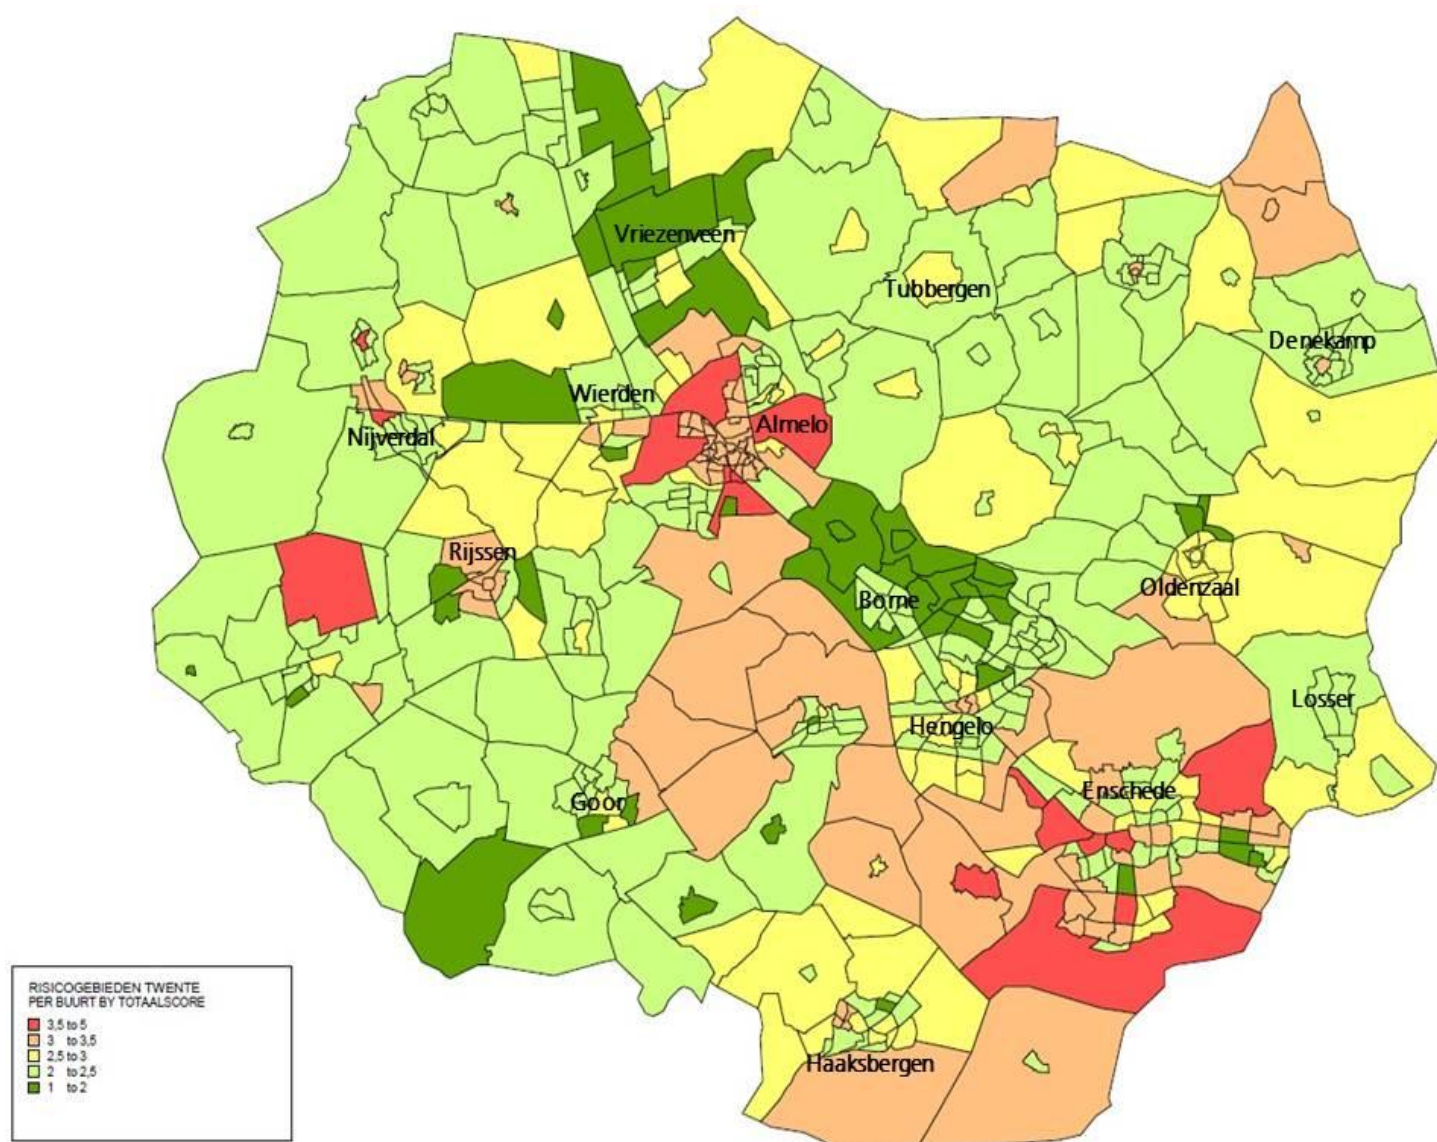 Vriezenveen
Tubbergen
Denekamp
Wierden
Almelo
Nijverdal
Rijssen
Oldenzaal
Borne
Losser
Hengelo
Enschede
Goor
Haaksbergen
RISICOGEBIEDEN TWENTE
PER BUURT BY TOTAALSCORE
3,5 to 5
3 to 3,5
2,5 to 3
2 to 2,5
1 to 2